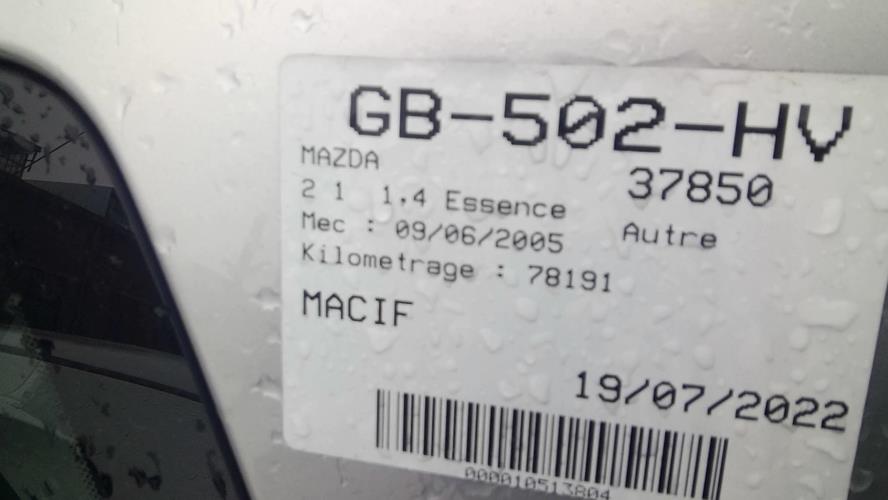 GB-502-HV
MAZDA 37850
2 1 1.4 Essence
Mec : 09/06/2005 Autre
Kilometrage : 78191
MACIF
19/07/2022
000010513804